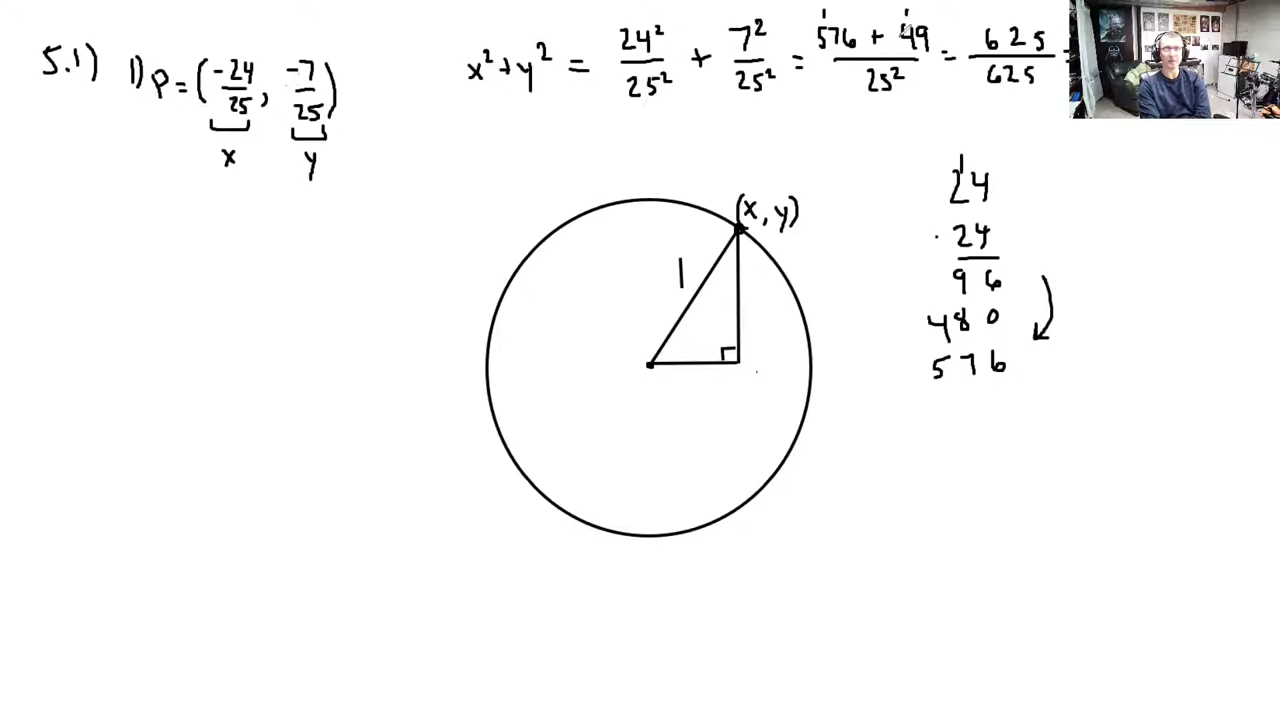 5.1) 1) P = (-24/25, -7/25)
x y
x² + y² = 24²/25² + 7²/25² = 576 + 49/25² = 625/625 =
(x, y)
1
1
24
· 24
96
480
576